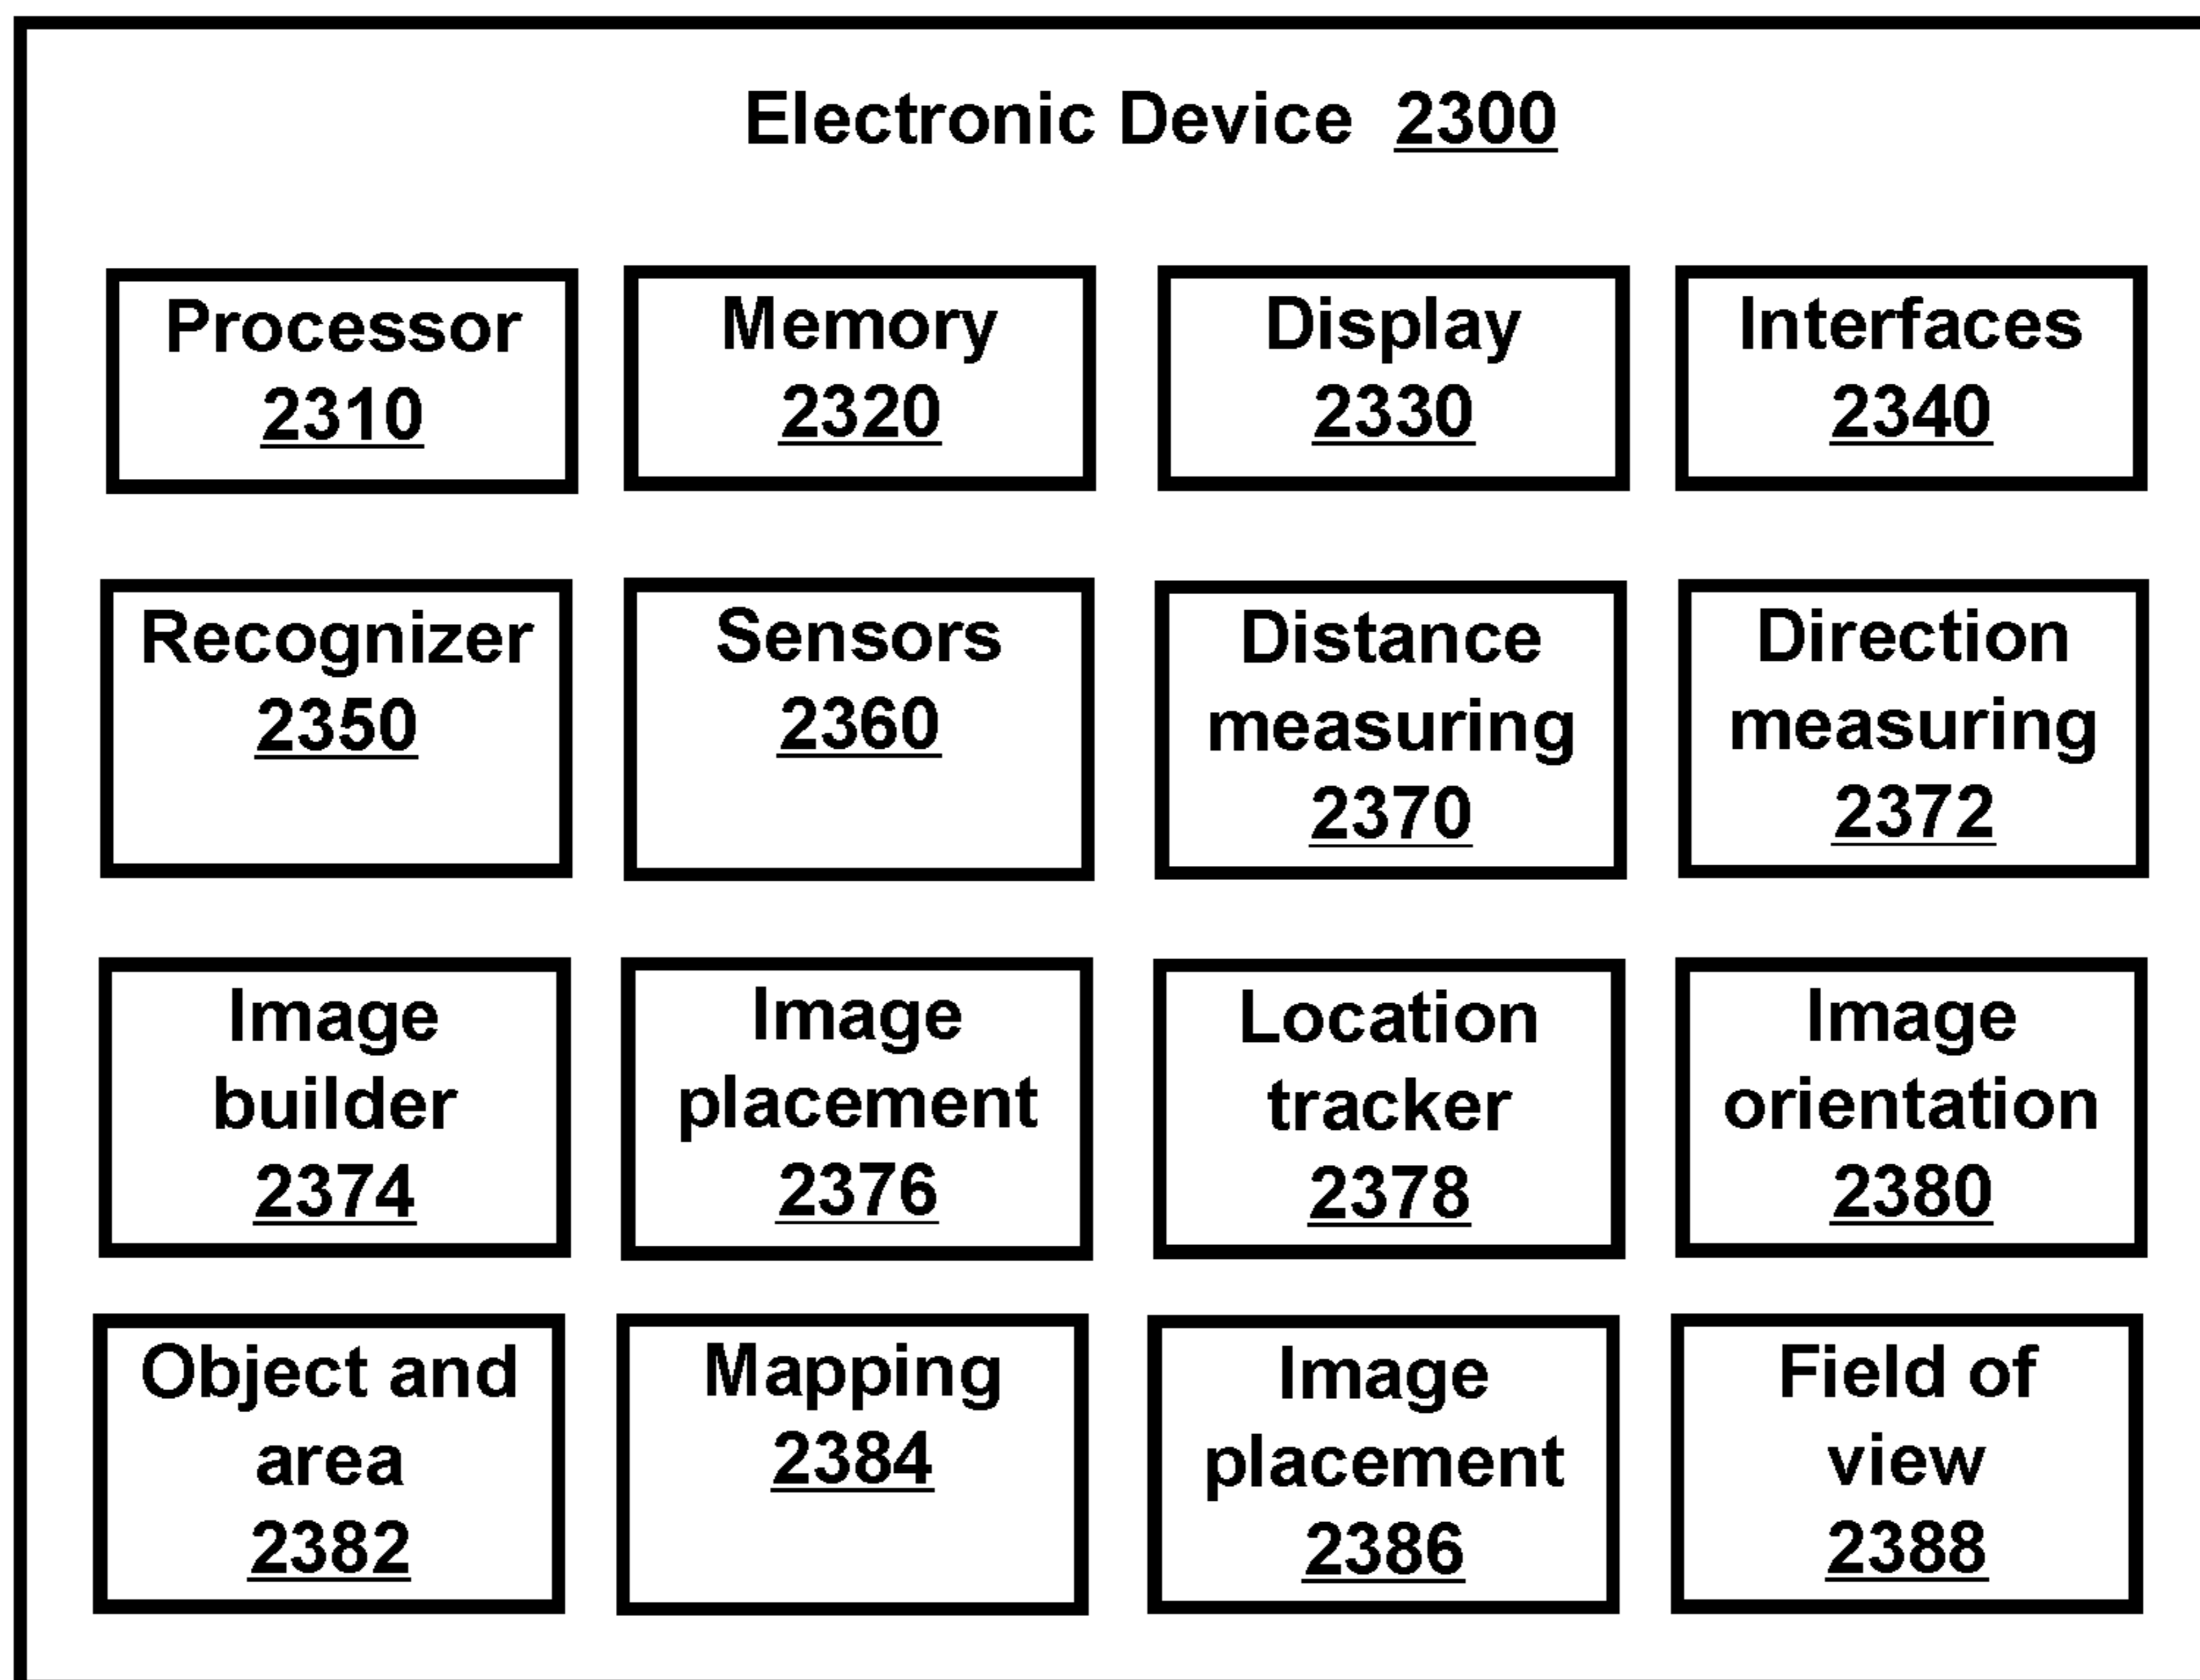 Electronic Device 2300
Processor
2310
Memory
2320
Display
2330
Interfaces
2340
Recognizer
2350
Sensors
2360
Distance
measuring
2370
Direction
measuring
2372
Image
builder
2374
Image
placement
2376
Location
tracker
2378
Image
orientation
2380
Object and
area
2382
Mapping
2384
Image
placement
2386
Field of
view
2388